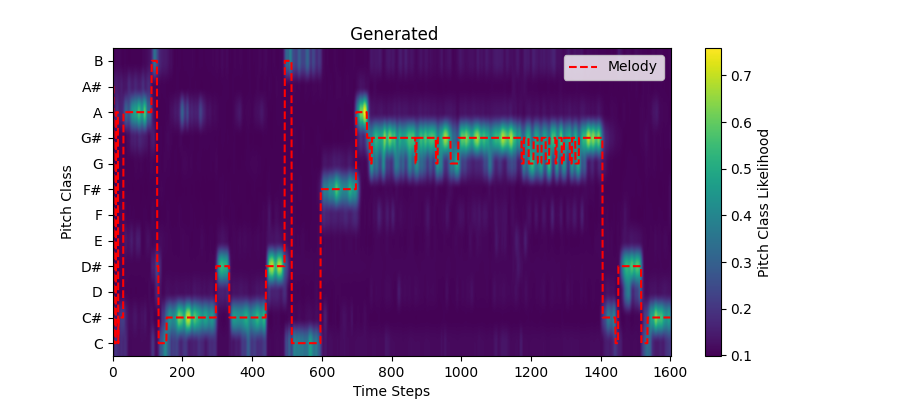 Generated
Melody
Pitch Class
B
A#
A
G#
G
F#
F
E
D#
D
C#
C
0 200 400 600 800 1000 1200 1400 1600
Time Steps
0.7
0.6
0.5
0.4
0.3
0.2
0.1
Pitch Class Likelihood